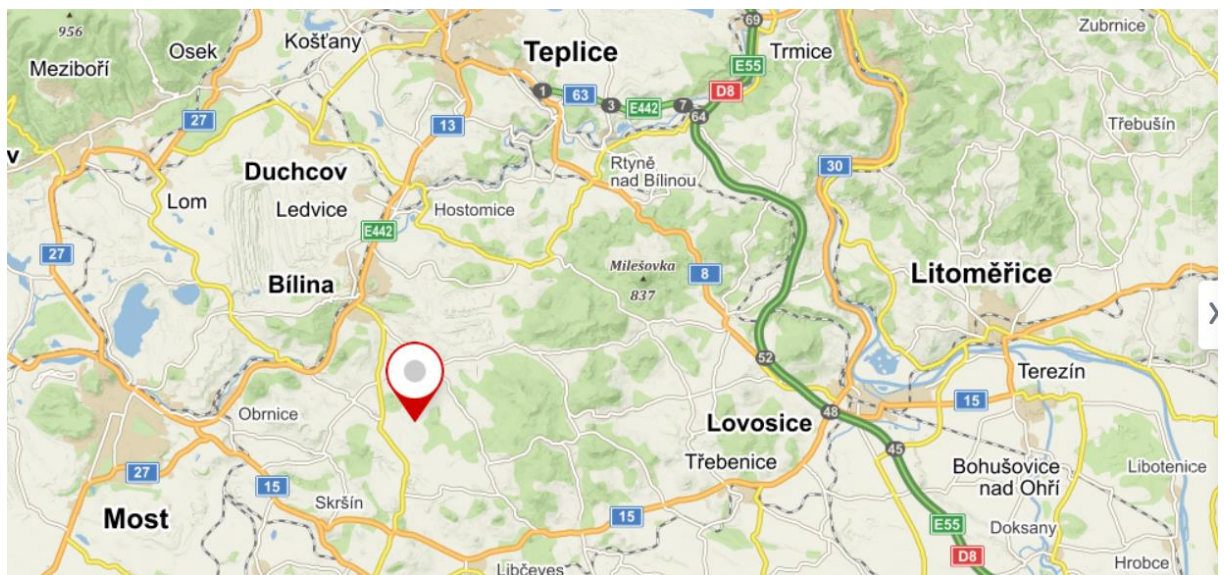 956
Meziboří
Osek
Košťany
Teplice
69
E55
Trmice
D8
Zubrnice
1
63
3
E442
7
64
27
13
Třebušín
v
Duchcov
Rtyně
nad Bílinou
30
Lom
Ledvice
Hostomice
E442
27
Bílina
Milešovka
837
8
Litoměřice
52
Terezín
Obrnice
15
48
Lovosice
45
27
Třebenice
Bohušovice
nad Ohří
Libotenice
15
Skršín
15
Most
E55
Doksany
D8
Hrobce
Libčeves